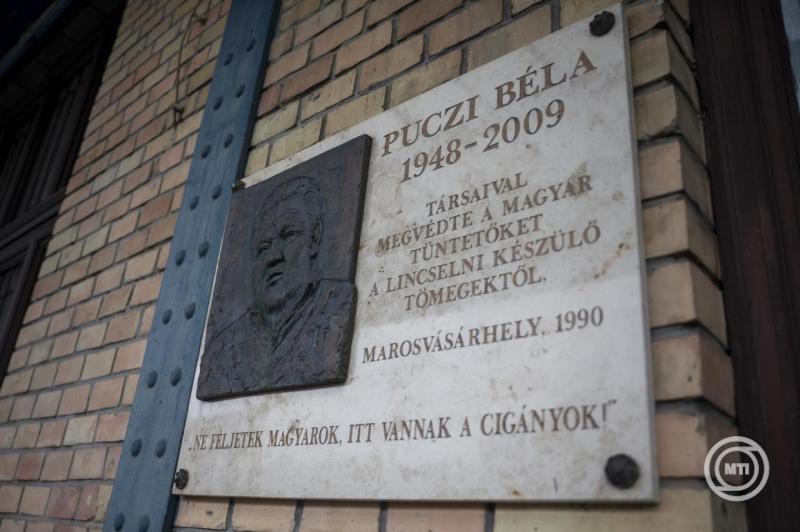 PUCZI BÉLA
1948-2009
TÁRSAIVAL
MEGVÉDTE A MAGYAR
TÜNTETŐKET
A LINCSELNI KÉSZÜLŐ
TÖMEGEKTŐL.
MAROSVÁSÁRHELY, 1990
„NE FÉLJETEK MAGYAROK, ITT VANNAK A CIGÁNYOK!”
MTI